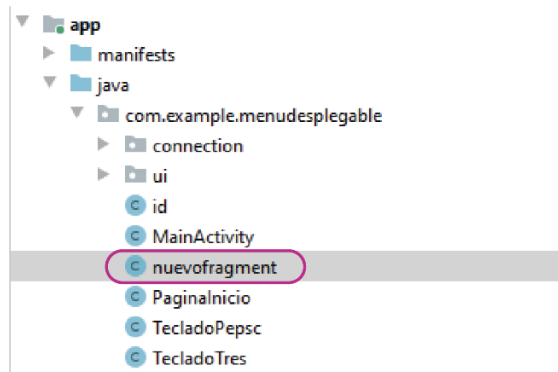 app
manifests
java
com.example.menudesplegable
connection
ui
id
MainActivity
nuevofragment
PaginaInicio
TecladoPepsc
TecladoTres